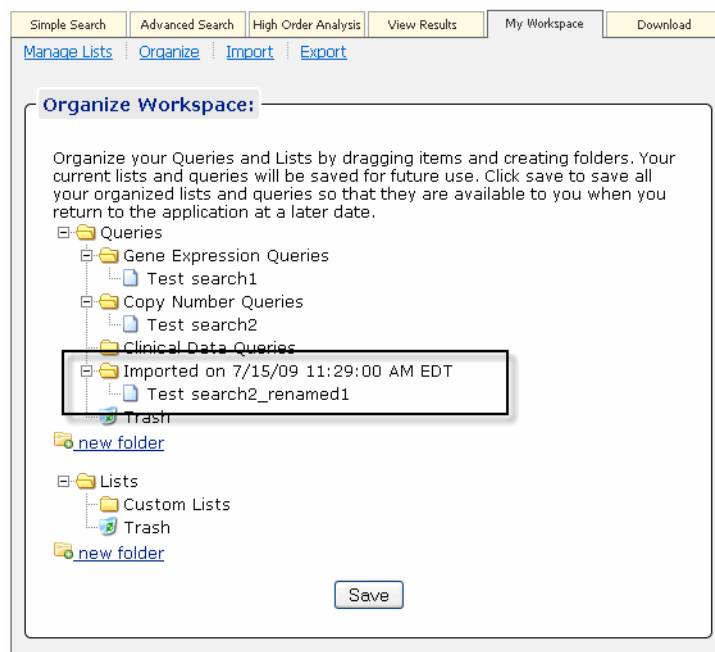 Simple Search Advanced Search High Order Analysis View Results My Workspace Download
Manage Lists Organize Import Export
Organize Workspace:
Organize your Queries and Lists by dragging items and creating folders. Your
current lists and queries will be saved for future use. Click save to save all
your organized lists and queries so that they are available to you when you
return to the application at a later date.
Queries
Gene Expression Queries
Test search1
Copy Number Queries
Test search2
Clinical Data Queries
Imported on 7/15/09 11:29:00 AM EDT
Test search2_renamed1
Trash
new folder
Lists
Custom Lists
Trash
new folder
Save